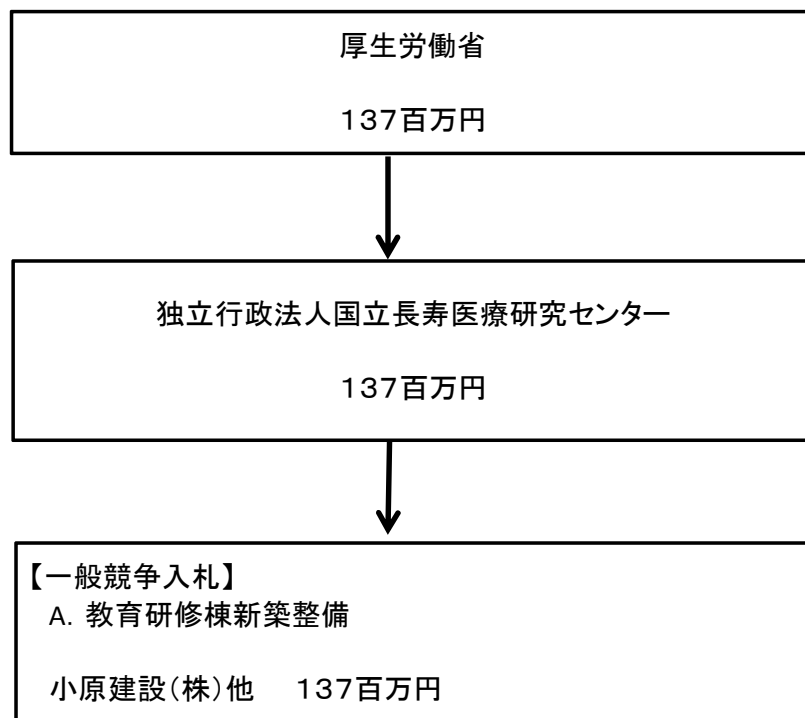 厚生労働省
137百万円
独立行政法人国立長寿医療研究センター
137百万円
【一般競争入札】
A. 教育研修棟新築整備
小原建設(株)他　137百万円